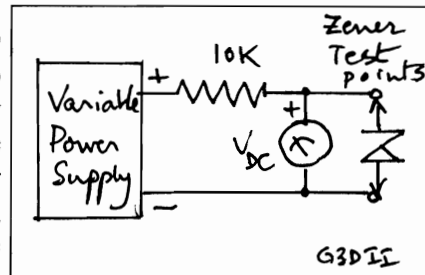 Zener
Test
points
10K
+
Variable
Power
Supply
+
V DC
−
G3DII